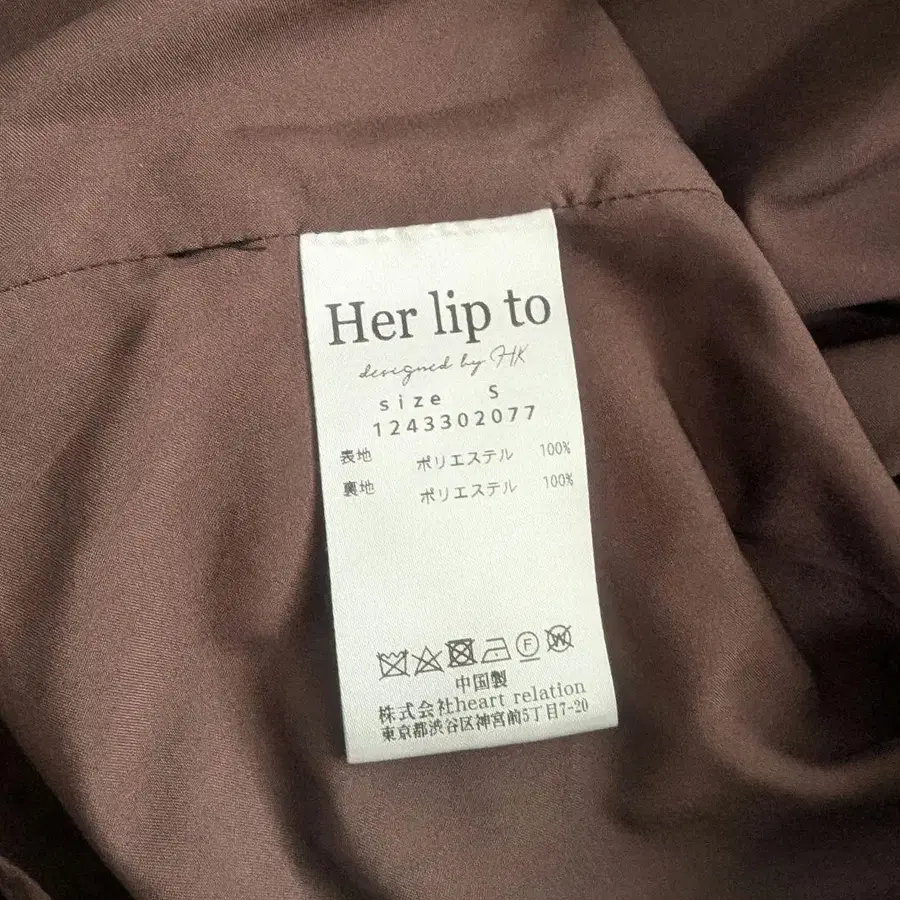 Her lip to
designed by HK
size S
1243302077
表地 ポリエステル 100%
裏地 ポリエステル 100%
F W
中国製
株式会社heart relation
東京都渋谷区神宮前5丁目7-20